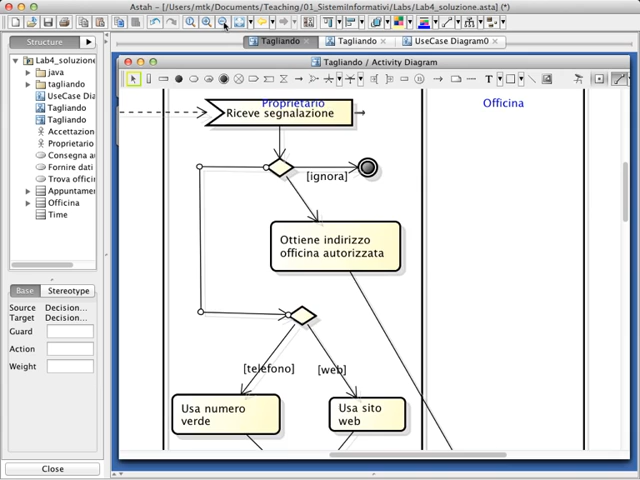 Astah - [/Users/mtk/Documents/Teaching/01_SistemiInformativi/Labs/Lab4_soluzione.asta] (*)
Structure
Tagliando
Tagliando
UseCase Diagram0
Tagliando / Activity Diagram
Lab4_soluzione
java
tagliando
UseCase Dia
Tagliando
Tagliando
Accettazion
Proprietario
Consegna au
Fornire dati
Trova officin
Appuntamen
Officina
Time
T
Base
Stereotype
Source
Decision...
Target
Decision...
Guard
Action
Weight
Close
Proprietario
Officina
Riceve segnalazione
[ignora]
Ottiene indirizzo
officina autorizzata
[telefono]
[web]
Usa numero
verde
Usa sito
web